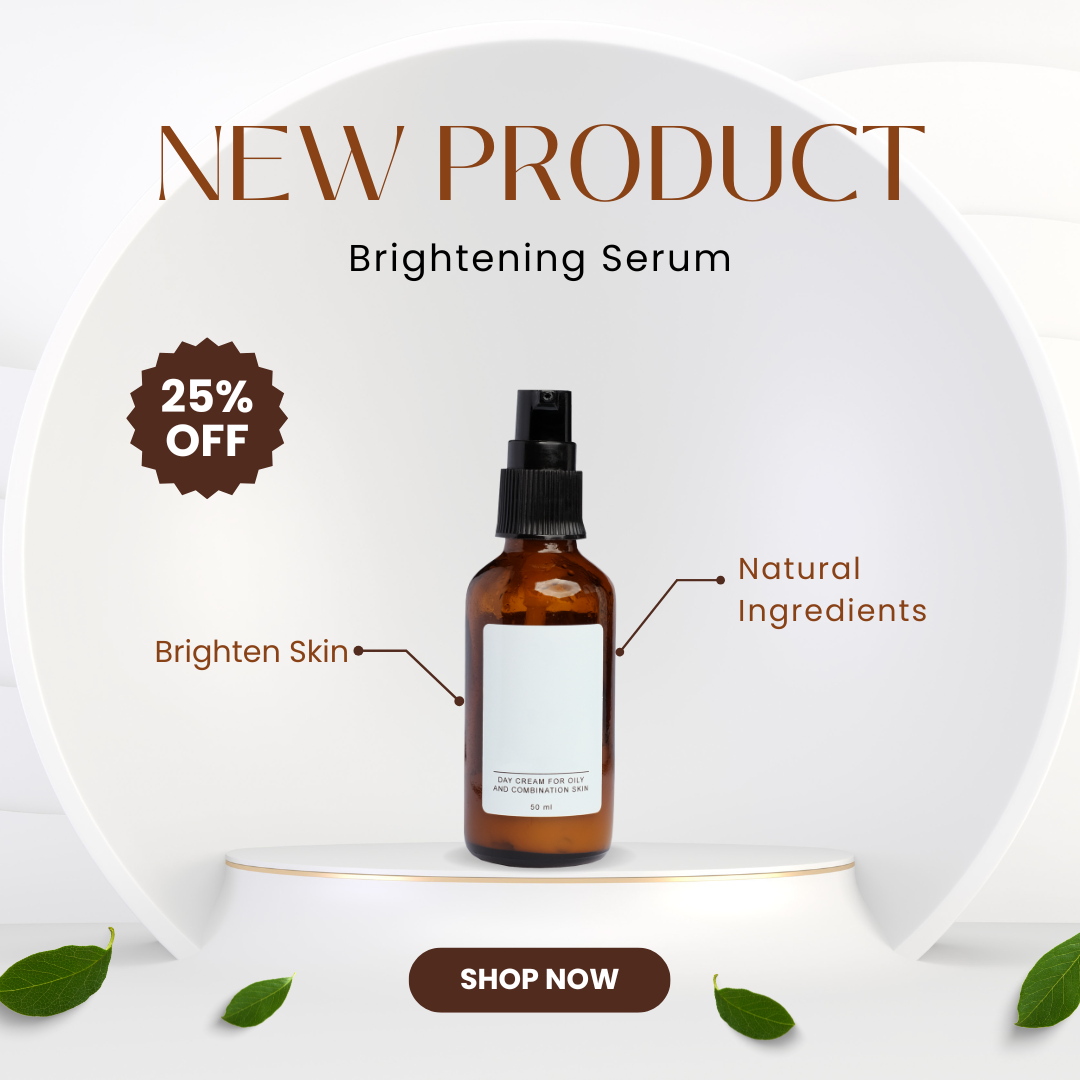 NEW PRODUCT
Brightening Serum
25%
OFF
Natural
Ingredients
Brighten Skin
DAY CREAM FOR OILY
AND COMBINATION SKIN
50 ml
SHOP NOW